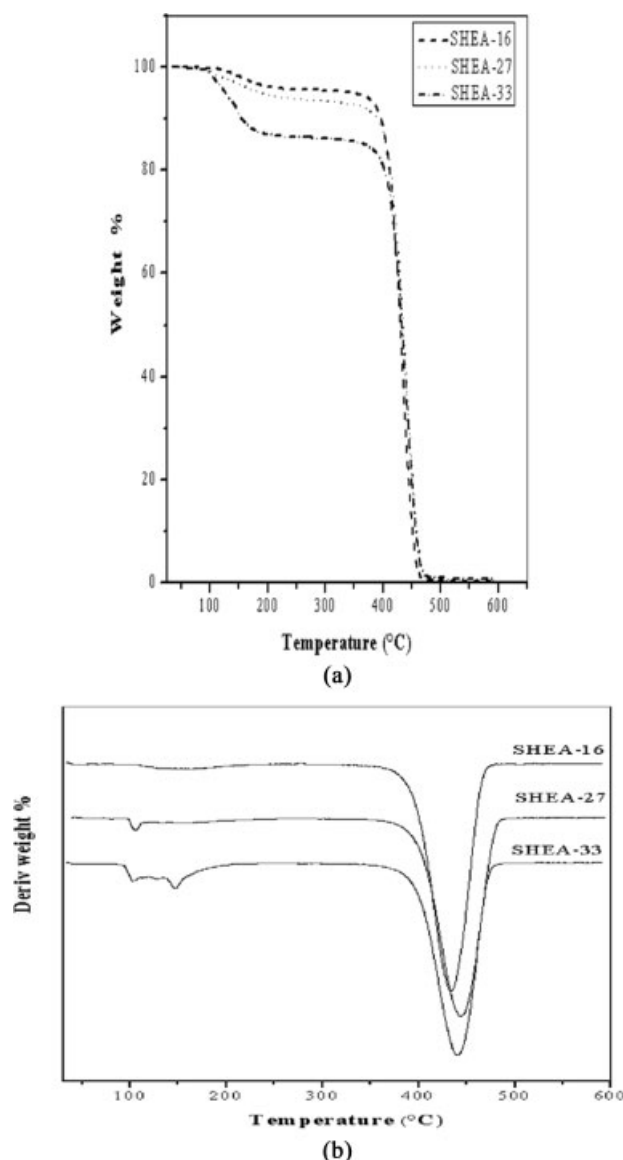 SHEA-16
SHEA-27
SHEA-33
100
80
60
40
20
0
Weight %
100 200 300 400 500 600
Temperature (°C)
(a)
SHEA-16
SHEA-27
SHEA-33
Deriv weight %
100 200 300 400 500 600
Temperature (°C)
(b)